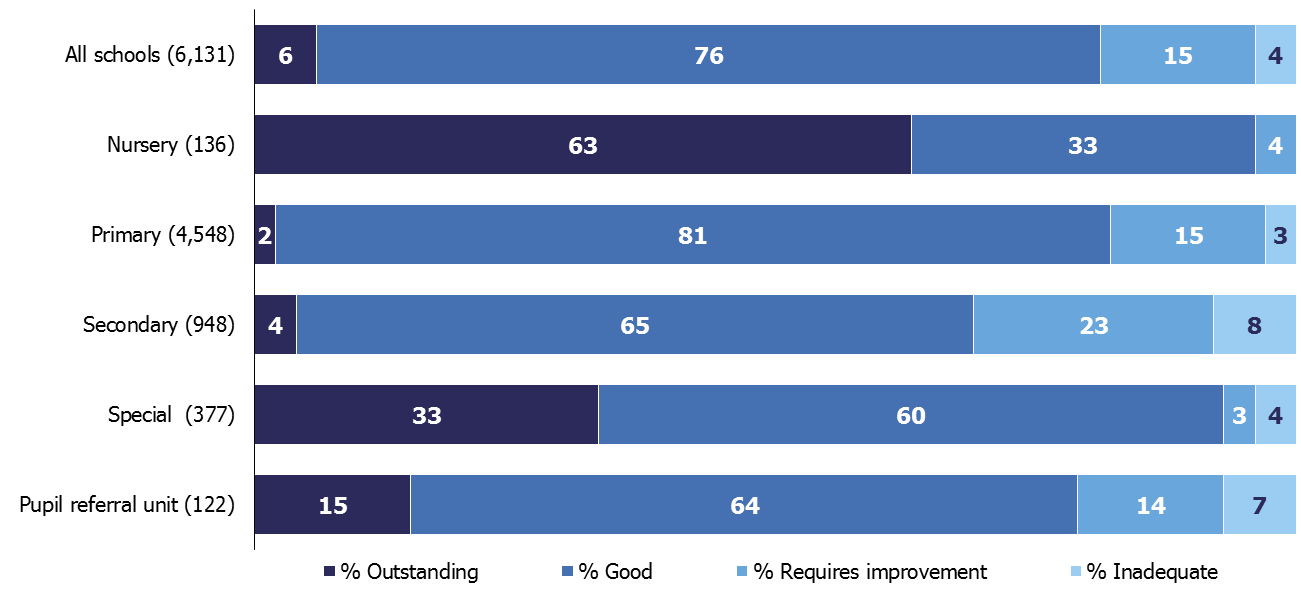 All schools (6,131) 6 76 15 4
Nursery (136) 63 33 4
Primary (4,548) 2 81 15 3
Secondary (948) 4 65 23 8
Special  (377) 33 60 3 4
Pupil referral unit (122) 15 64 14 7
% Outstanding % Good % Requires improvement % Inadequate